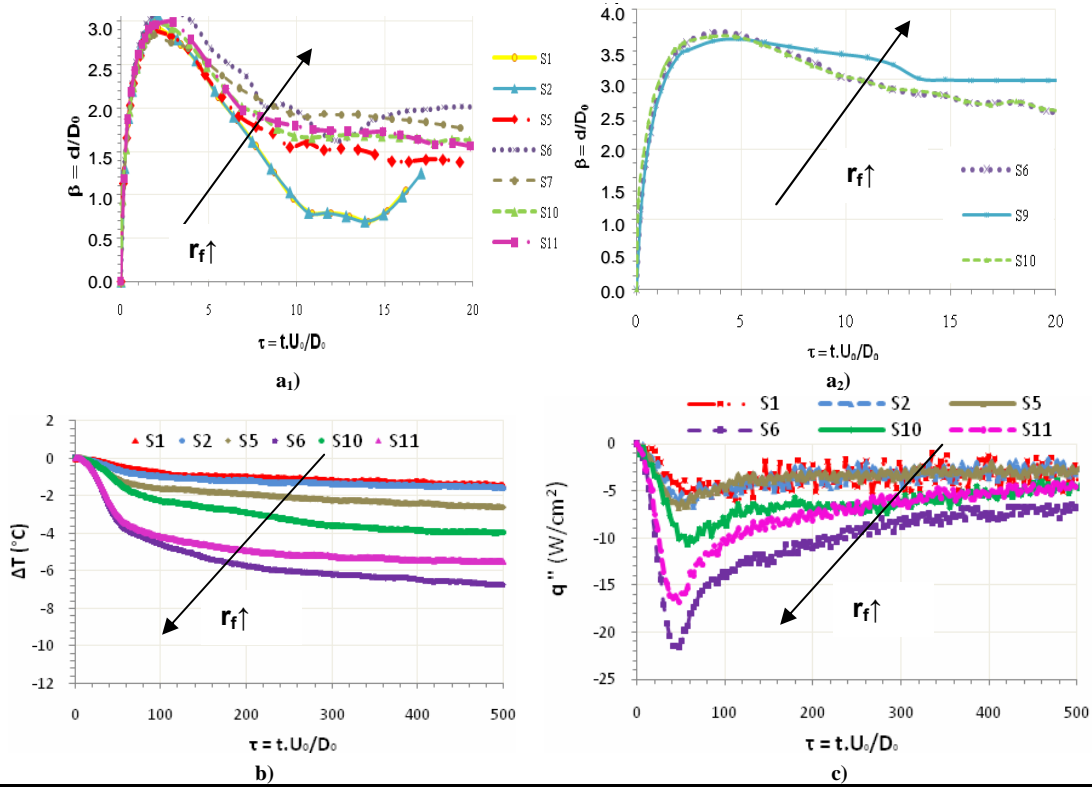 3.0
2.5
2.0
1.5
1.0
0.5
0.0
β = d/D₀
0 5 10 15 20
τ = t.U₀/D₀
r_f↑
S1
S2
S5
S6
S7
S10
S11
a₁)
4.0
3.5
3.0
2.5
2.0
1.5
1.0
0.5
0.0
β = d/D₀
0 5 10 15 20
τ = t.U₀/D₀
r_f↑
S6
S9
S10
a₂)
2
0
-2
-4
-6
-8
-10
-12
ΔT (°C)
S1 S2 S5 S6 S10 S11
r_f↑
0 100 200 300 400 500
τ = t.U₀/D₀
b)
S1 S2 S5
S6 S10 S11
0
-5
-10
-15
-20
-25
q'' (W/cm²)
r_f↑
0 100 200 300 400 500
τ = t.U₀/D₀
c)